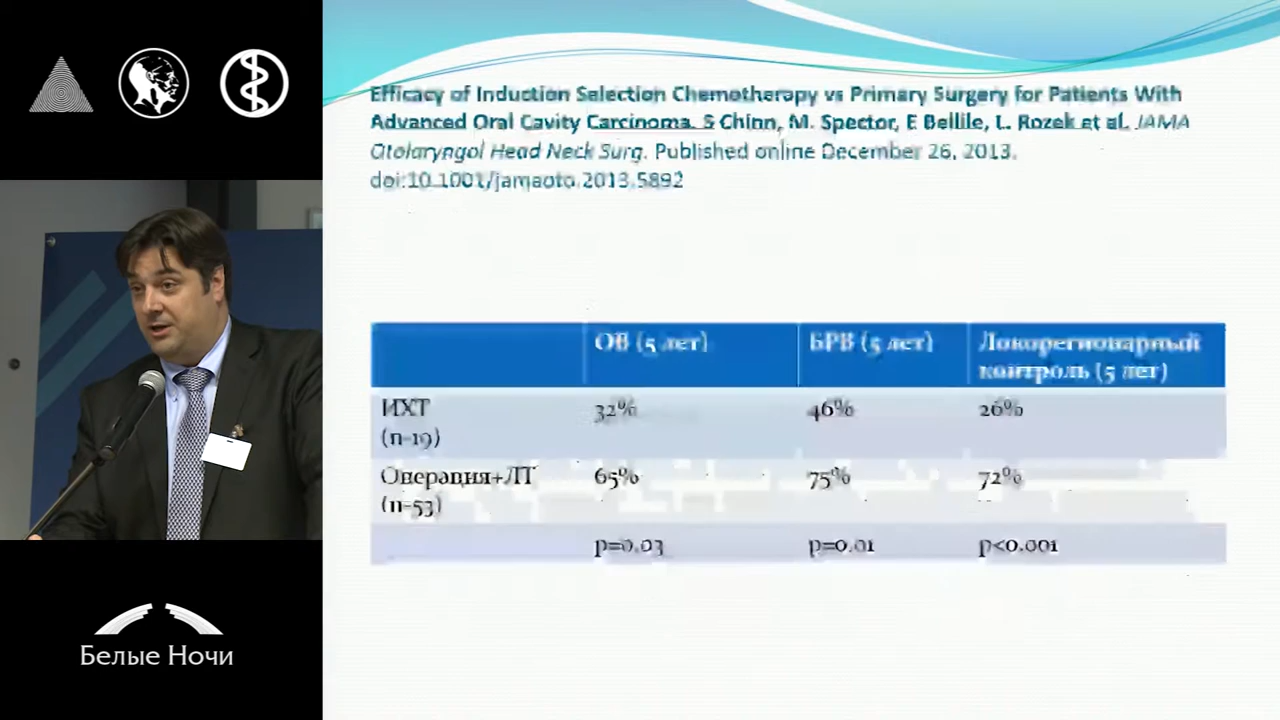 Efficacy of Induction Selection Chemotherapy vs Primary Surgery for Patients With
Advanced Oral Cavity Carcinoma. S Chinn, M. Spector, E Bellile, L. Rozek et al. JAMA
Otolaryngol Head Neck Surg. Published online December 26, 2013.
doi:10.1001/jamaoto.2013.5892
ОВ (5 лет)
БРВ (5 лет)
Локорегионарный
контроль (5 лет)
ИХТ
(n-19)
32%
46%
26%
Операция+ЛТ
(n-53)
65%
75%
72%
p=0.03
p=0.01
p<0.001
Белые Ночи